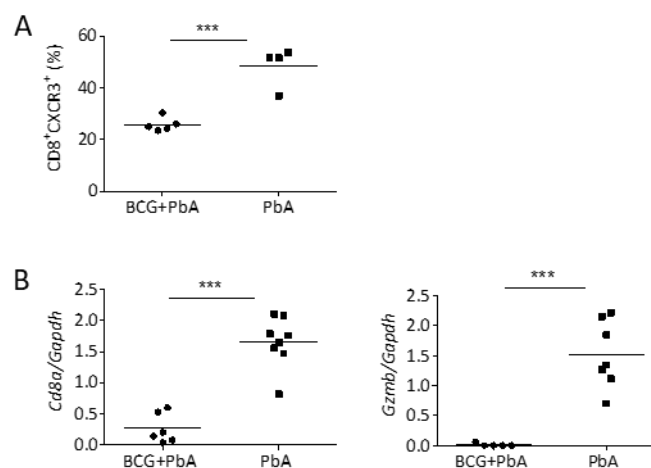 A
CD8⁺CXCR3⁺ (%)
60
40
20
0
***
BCG+PbA
PbA
B
Cd8a/Gapdh
2.5
2.0
1.5
1.0
0.5
0.0
***
BCG+PbA
PbA
Gzmb/Gapdh
2.5
2.0
1.5
1.0
0.5
0.0
***
BCG+PbA
PbA